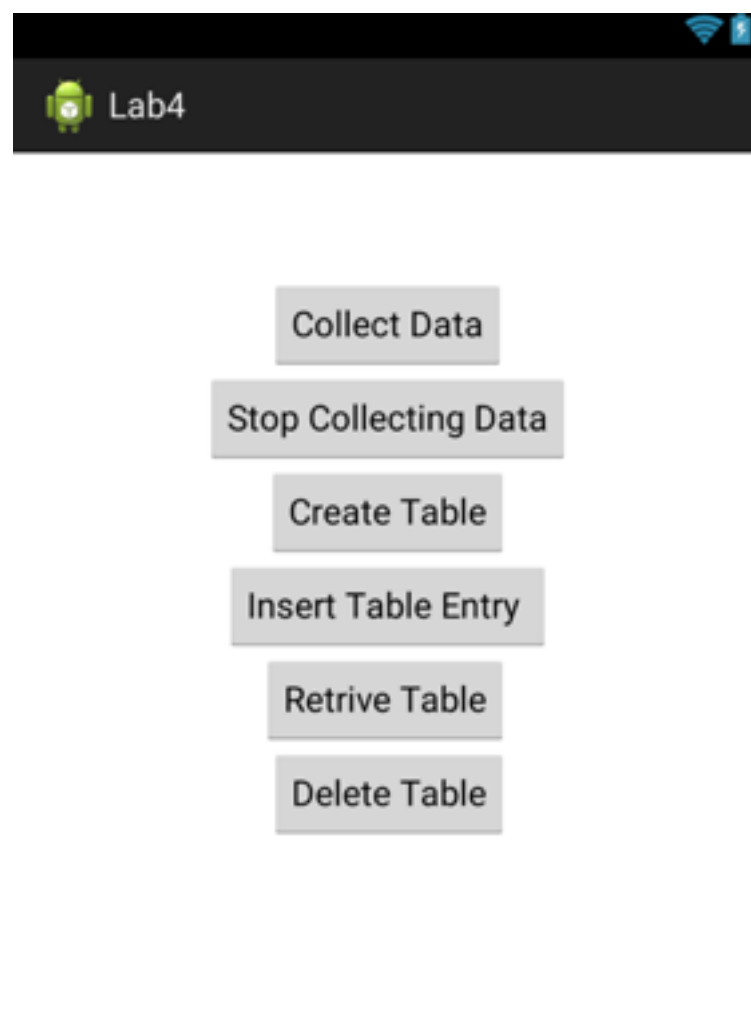 Lab4
Collect Data
Stop Collecting Data
Create Table
Insert Table Entry
Retrive Table
Delete Table